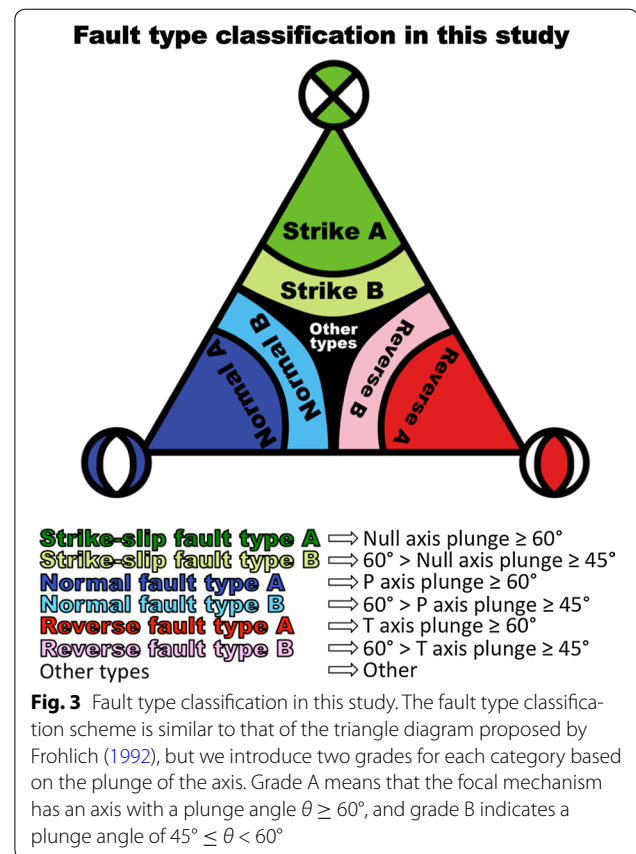 Fault type classification in this study
Strike A
Strike B
Other
types
Normal B
Normal A
Normal B
Reverse B
Reverse A
Strike-slip fault type A ⇨ Null axis plunge ≥ 60°
Strike-slip fault type B ⇨ 60° > Null axis plunge ≥ 45°
Normal fault type A ⇨ P axis plunge ≥ 60°
Normal fault type B ⇨ 60° > P axis plunge ≥ 45°
Reverse fault type A ⇨ T axis plunge ≥ 60°
Reverse fault type B ⇨ 60° > T axis plunge ≥ 45°
Other types ⇨ Other
Fig. 3 Fault type classification in this study. The fault type classifica-
tion scheme is similar to that of the triangle diagram proposed by
Frohlich (1992), but we introduce two grades for each category based
on the plunge of the axis. Grade A means that the focal mechanism
has an axis with a plunge angle θ ≥ 60°, and grade B indicates a
plunge angle of 45° ≤ θ < 60°